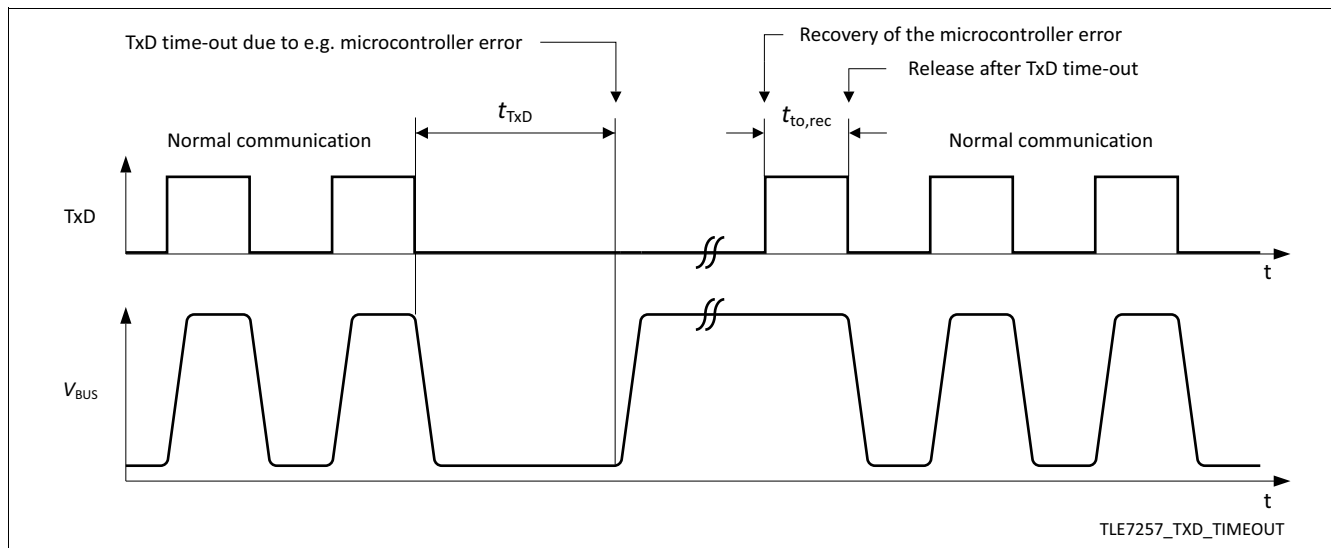 TxD time-out due to e.g. microcontroller error
Recovery of the microcontroller error
Release after TxD time-out
tTxD
tto,rec
Normal communication
Normal communication
TxD
t
VBUS
t
TLE7257_TXD_TIMEOUT